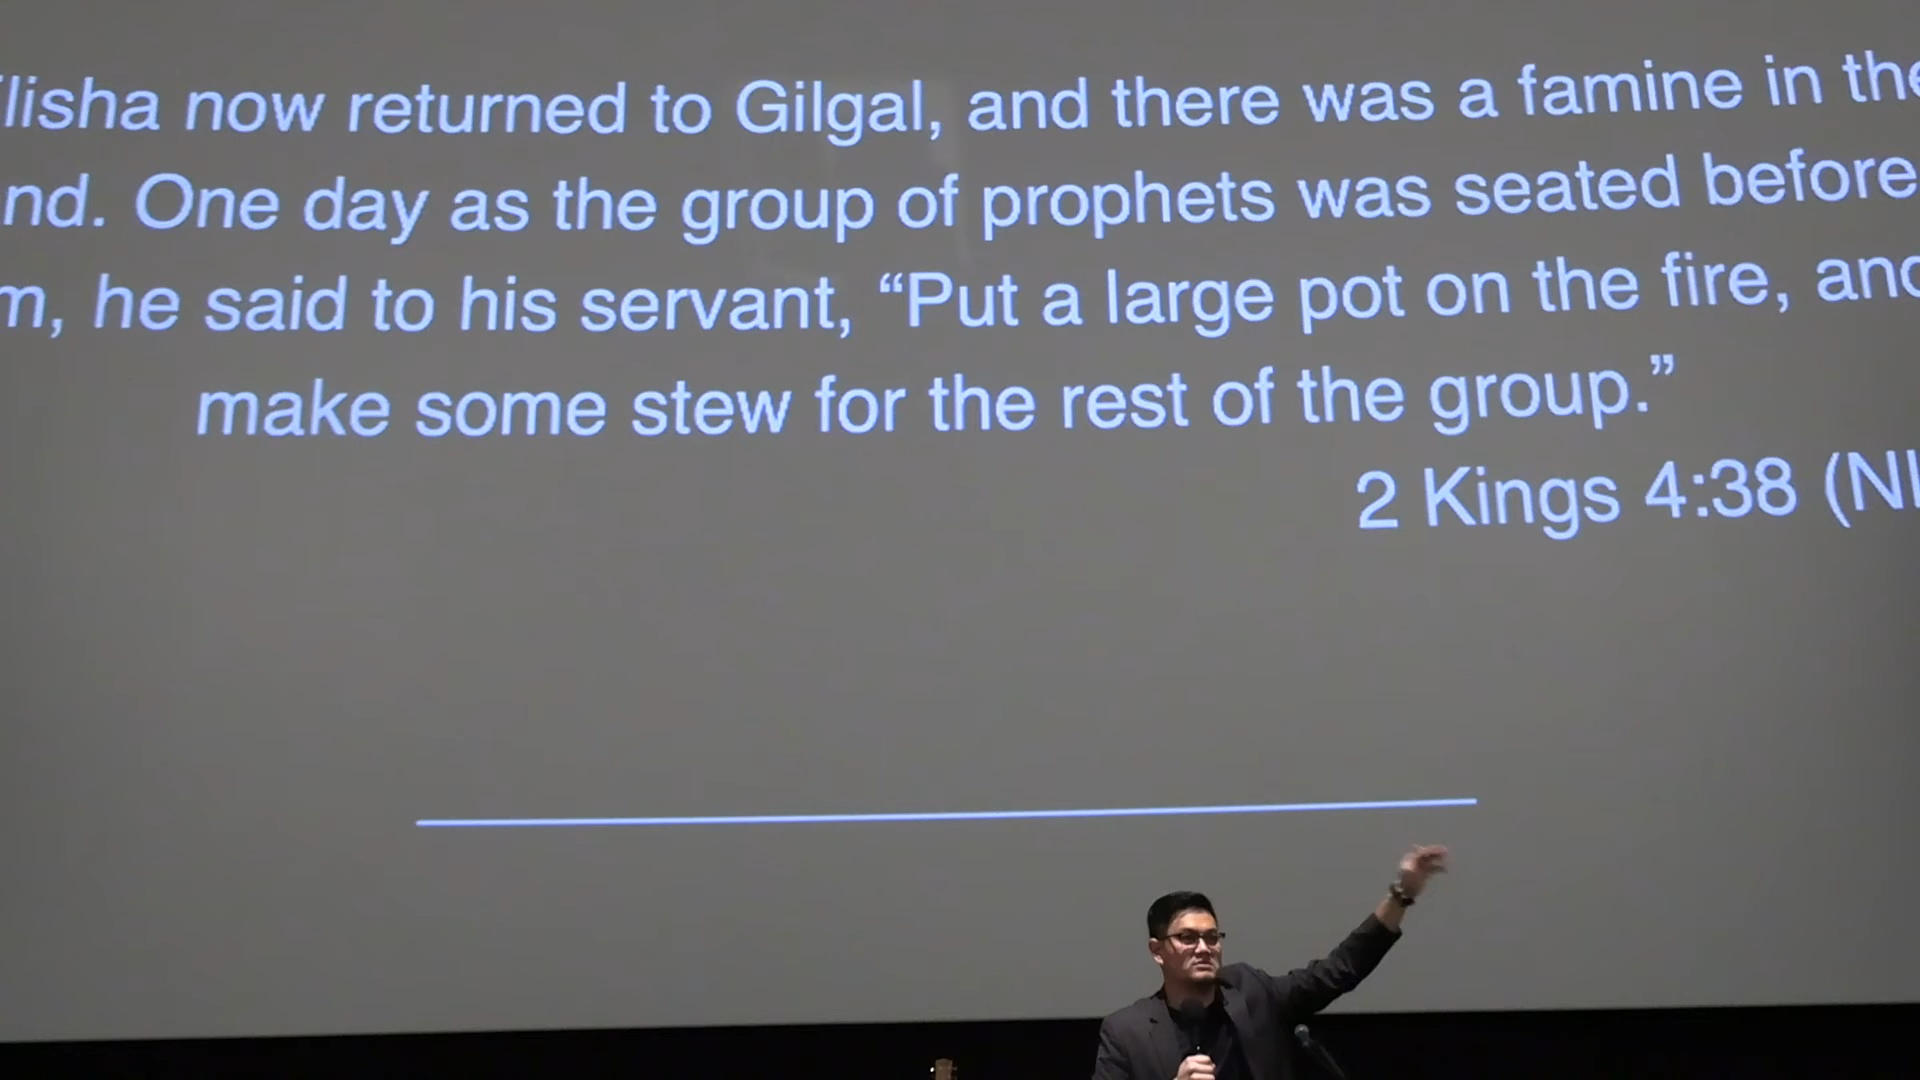 lisha now returned to Gilgal, and there was a famine in the
nd. One day as the group of prophets was seated before
m, he said to his servant, “Put a large pot on the fire, and
make some stew for the rest of the group.”
2 Kings 4:38 (NI